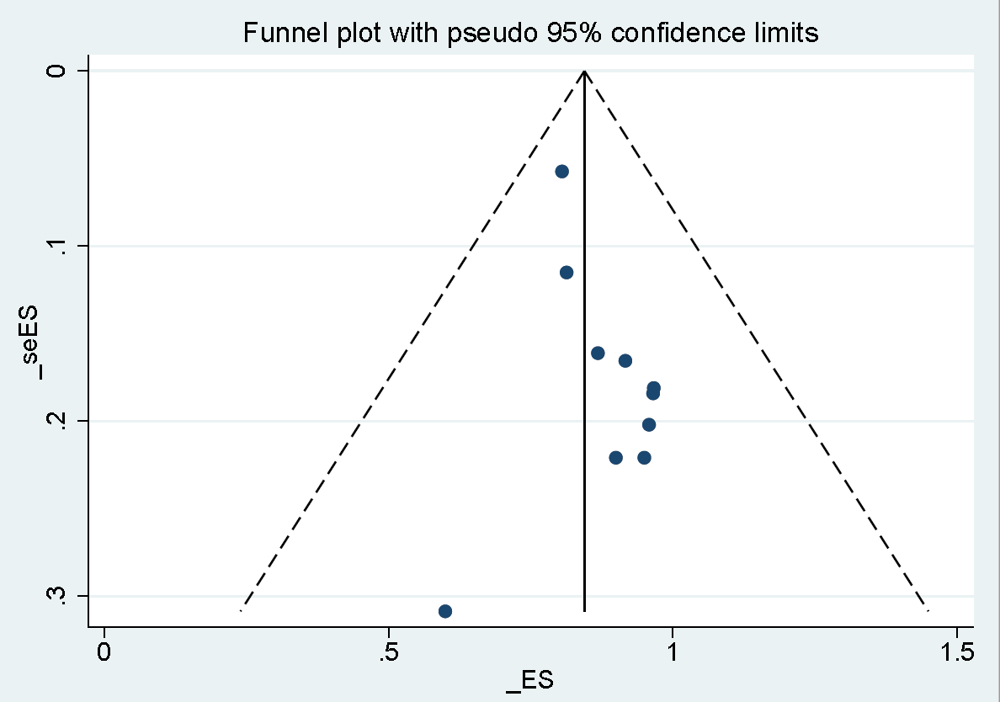 Funnel plot with pseudo 95% confidence limits
0
.1
.2
.3
_seES
0
.5
1
1.5
_ES